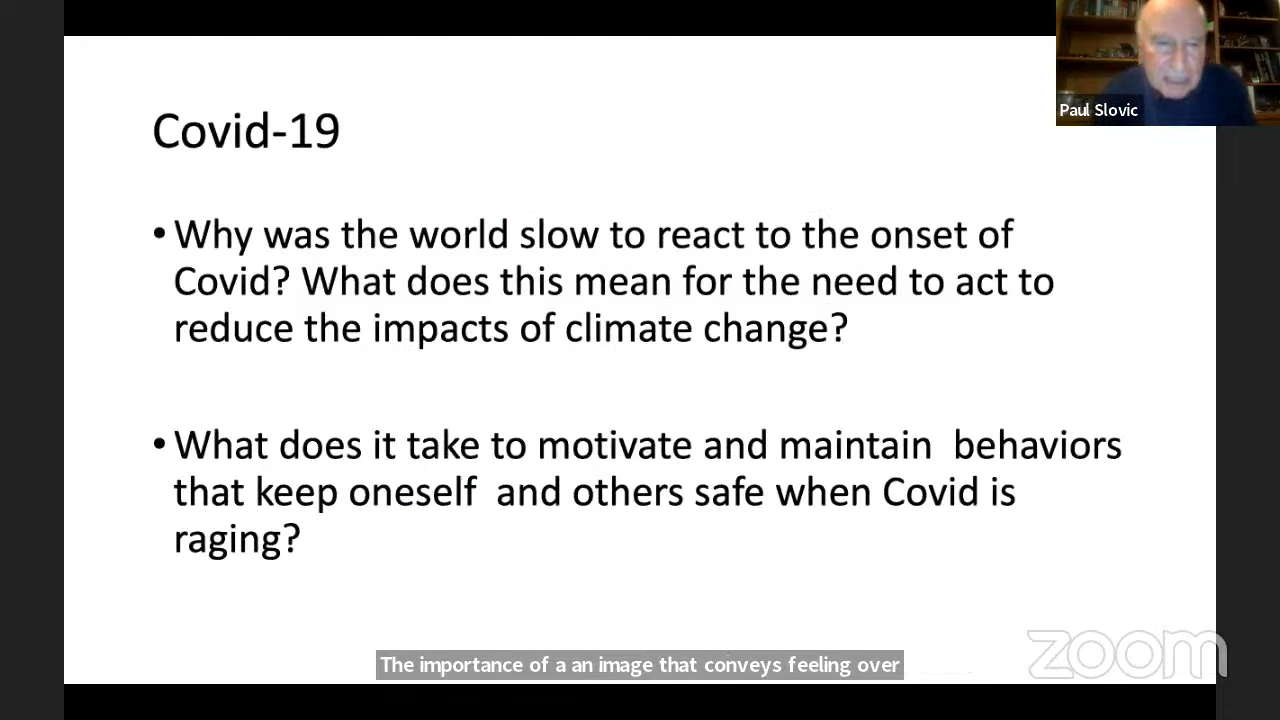 Paul Slovic
Covid-19
• Why was the world slow to react to the onset of
Covid? What does this mean for the need to act to
reduce the impacts of climate change?
• What does it take to motivate and maintain  behaviors
that keep oneself  and others safe when Covid is
raging?
The importance of a an image that conveys feeling over
zoom